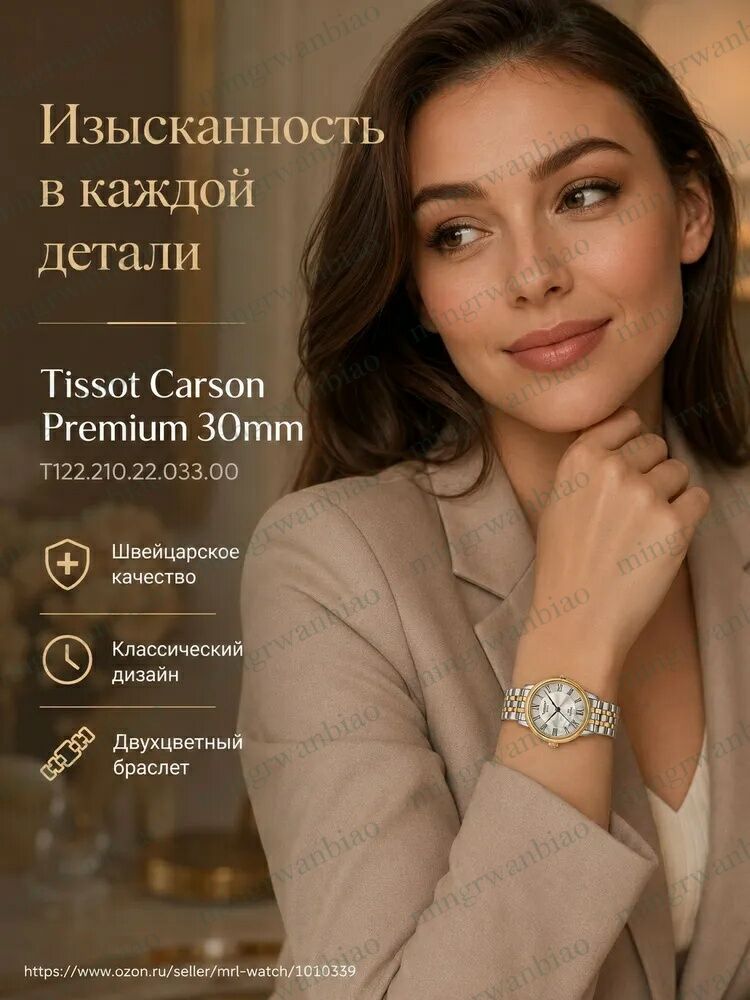 Изысканность
в каждой
детали
Tissot Carson
Premium 30mm
T122.210.22.033.00
Швейцарское
качество
Классический
дизайн
Двухцветный
браслет
https://www.ozon.ru/seller/mrl-watch/1010339
mingrwanbiao